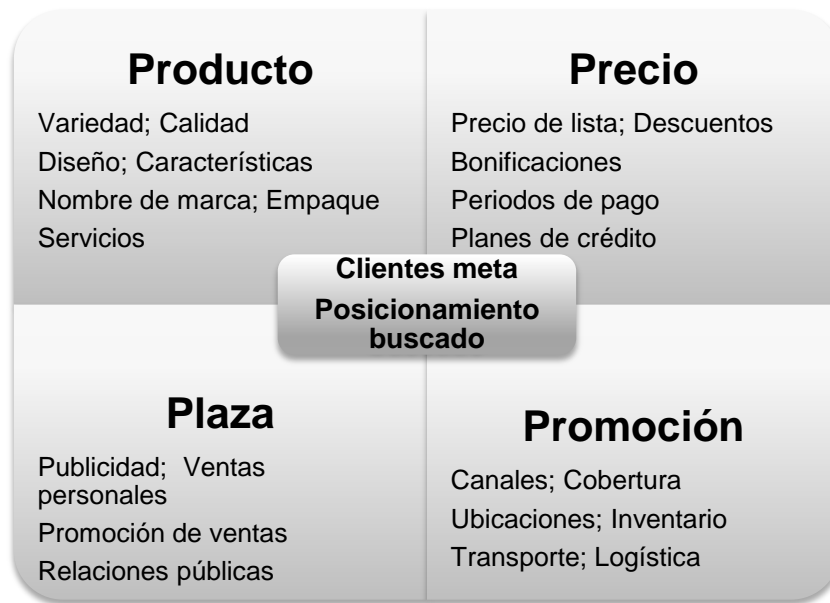 Producto
Variedad; Calidad
Diseño; Características
Nombre de marca; Empaque
Servicios
Precio
Precio de lista; Descuentos
Bonificaciones
Periodos de pago
Planes de crédito
Clientes meta
Posicionamiento
buscado
Plaza
Publicidad;  Ventas
personales
Promoción de ventas
Relaciones públicas
Promoción
Canales; Cobertura
Ubicaciones; Inventario
Transporte; Logística